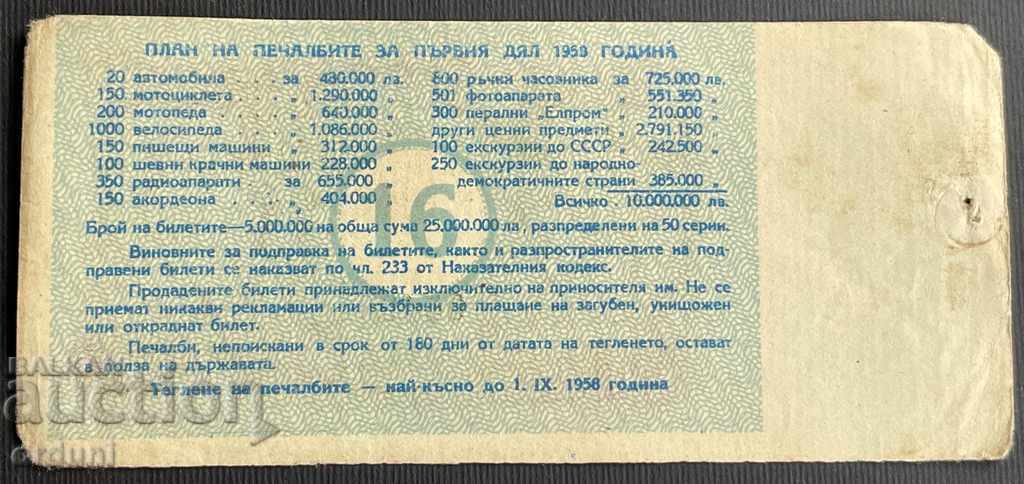 ПЛАН НА ПЕЧАЛБИТЕ ЗА ПЪРВИЯ ДЯЛ 1958 ГОДИНА
20 автомобила . . . за 480.000 лв.
150 мотоциклета . . . . „ 1.290.000 „
200 мотопеда . . . . „ 640.000 „
1000 велосипеда . . . „ 1.086.000 „
150 пишещи машини . „ 312.000 „
100 шевни крачни машини 228.000 „
350 радиоапарати за 655.000 „
150 акордеона . . „ 404.000 „
800 ръчни часовника за 725.000 лв.
501 фотоапарата „ 551.350 „
300 перални „Елпром“ „ 210.000 „
други ценни предмети „ 2.791.150 „
100 екскурзии до СССР „ 242.500 „
250 екскурзии до народно-
демократичните страни 385.000 „
Всичко 10.000.000 лв.
16
Брой на билетите—5.000.000 на обща сума 25.000.000 лв, разпределени на 50 серии.
Виновните за подправка на билетите, както и разпространителите на под-
правени билети се наказват по чл. 233 от Наказателния кодекс.
Продадените билети принадлежат изключително на приносителя им. Не се
приемат никакви рекламации или възбрани за плащане на загубен, унищожен
или откраднат билет.
Печалби, непоискани в срок от 180 дни от датата на тегленето, остават
в полза на държавата.
Теглене на печалбите — най-късно до 1. IX. 1958 година
БАЛКАН
auction
orduni